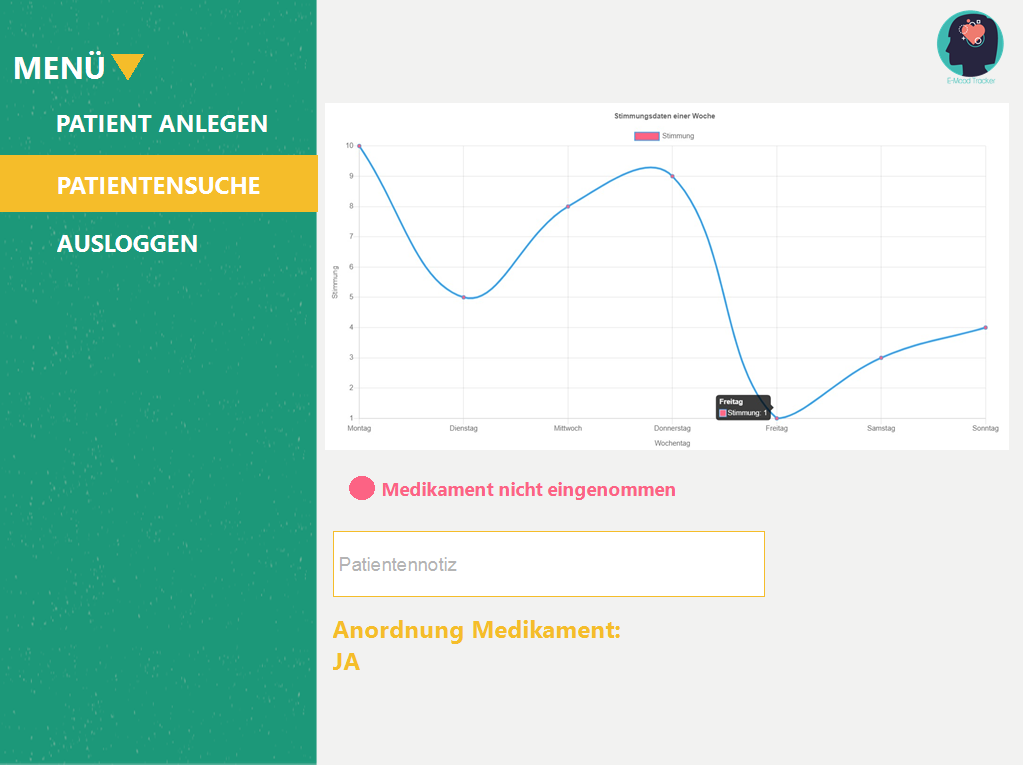 MENÜ
PATIENT ANLEGEN
PATIENTENSUCHE
AUSLOGGEN
E-Mood Tracker
Stimmungsdaten einer Woche
Stimmung
10
9
8
7
6
5
4
3
2
1
Stimmung
Freitag
Stimmung: 1
Montag Dienstag Mittwoch Donnerstag Freitag Samstag Sonntag
Wochentag
Medikament nicht eingenommen
Patientennotiz
Anordnung Medikament:
JA